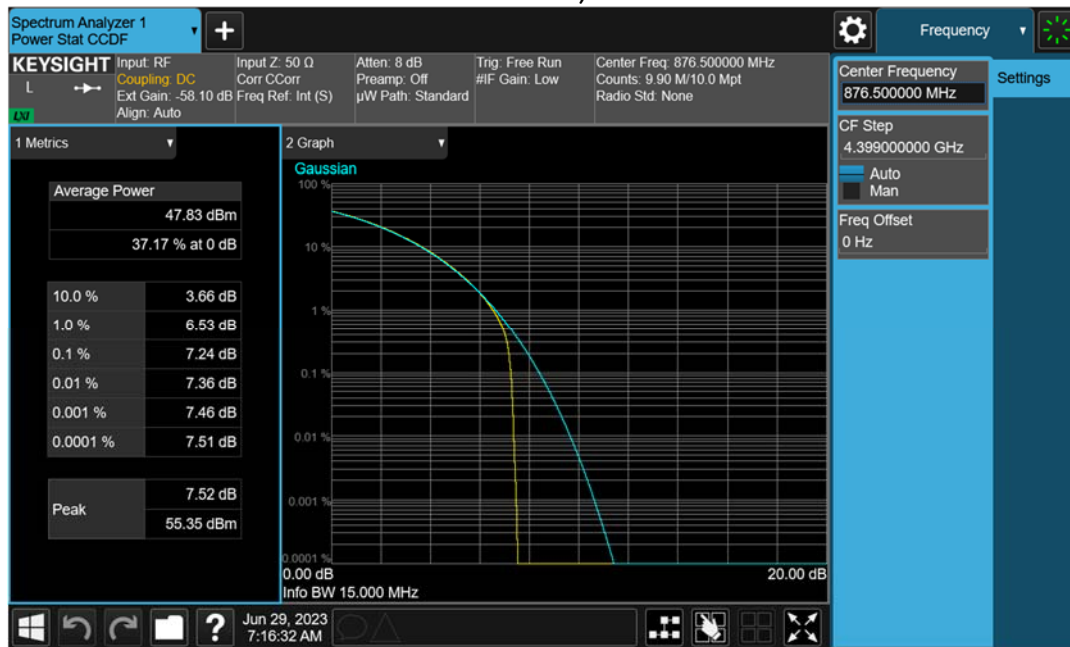 Spectrum Analyzer 1
Power Stat CCDF
Frequency
KEYSIGHT
L
LXI
Input: RF
Coupling: DC
Ext Gain: -58.10 dB
Align: Auto
Input Z: 50 Ω
Corr CCorr
Freq Ref: Int (S)
Atten: 8 dB
Preamp: Off
µW Path: Standard
Trig: Free Run
#IF Gain: Low
Center Freq: 876.500000 MHz
Counts: 9.90 M/10.0 Mpt
Radio Std: None
Center Frequency
876.500000 MHz
Settings
CF Step
4.399000000 GHz
Auto
Man
Freq Offset
0 Hz
1 Metrics
Average Power
47.83 dBm
37.17 % at 0 dB
10.0 % 3.66 dB
1.0 % 6.53 dB
0.1 % 7.24 dB
0.01 % 7.36 dB
0.001 % 7.46 dB
0.0001 % 7.51 dB
Peak 7.52 dB
55.35 dBm
2 Graph
Gaussian
100 %
10 %
1 %
0.1 %
0.01 %
0.001 %
0.0001 %
0.00 dB 20.00 dB
Info BW 15.000 MHz
?
Jun 29, 2023
7:16:32 AM